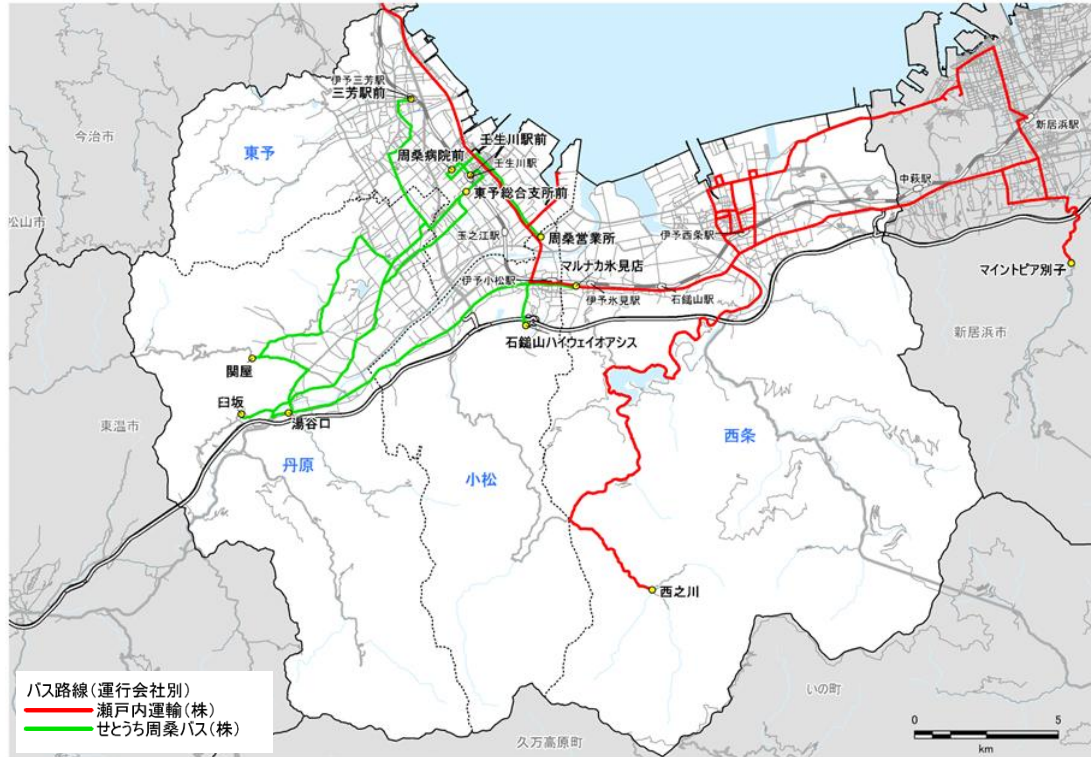 伊予三芳駅
三芳駅前
今治市
東予
壬生川駅前
周桑病院前
壬生川駅
東予総合支所前
新居浜駅
中萩駅
松山市
玉之江駅
周桑営業所
伊予西条駅
マルナカ氷見店
マイントピア別子
伊予小松駅
伊予氷見駅
石鎚山駅
石鎚山ハイウェイオアシス
新居浜市
関屋
臼坂
湯谷口
東温市
丹原
小松
西条
西之川
いの町
久万高原町
バス路線(運行会社別)
瀬戸内運輸(株)
せとうち周桑バス(株)
0 5
km